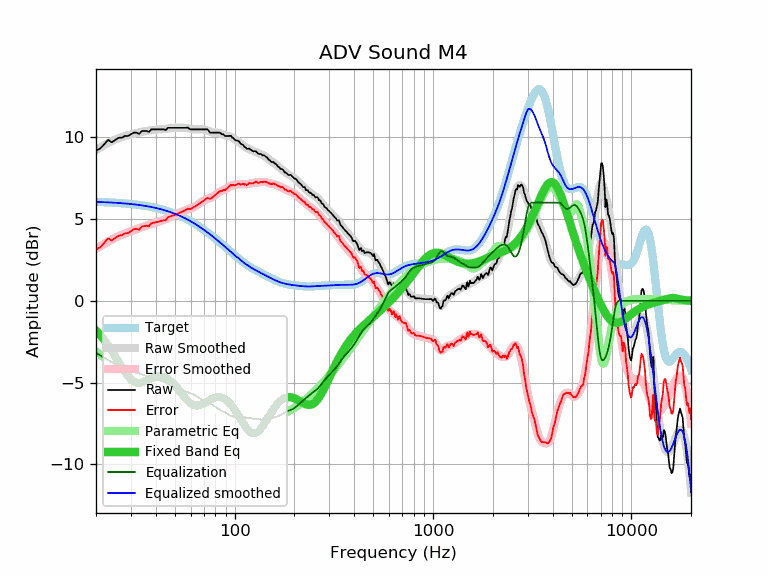 ADV Sound M4
Amplitude (dBr)
10
5
0
−5
−10
Target
Raw Smoothed
Error Smoothed
Raw
Error
Parametric Eq
Fixed Band Eq
Equalization
Equalized smoothed
100
1000
10000
Frequency (Hz)